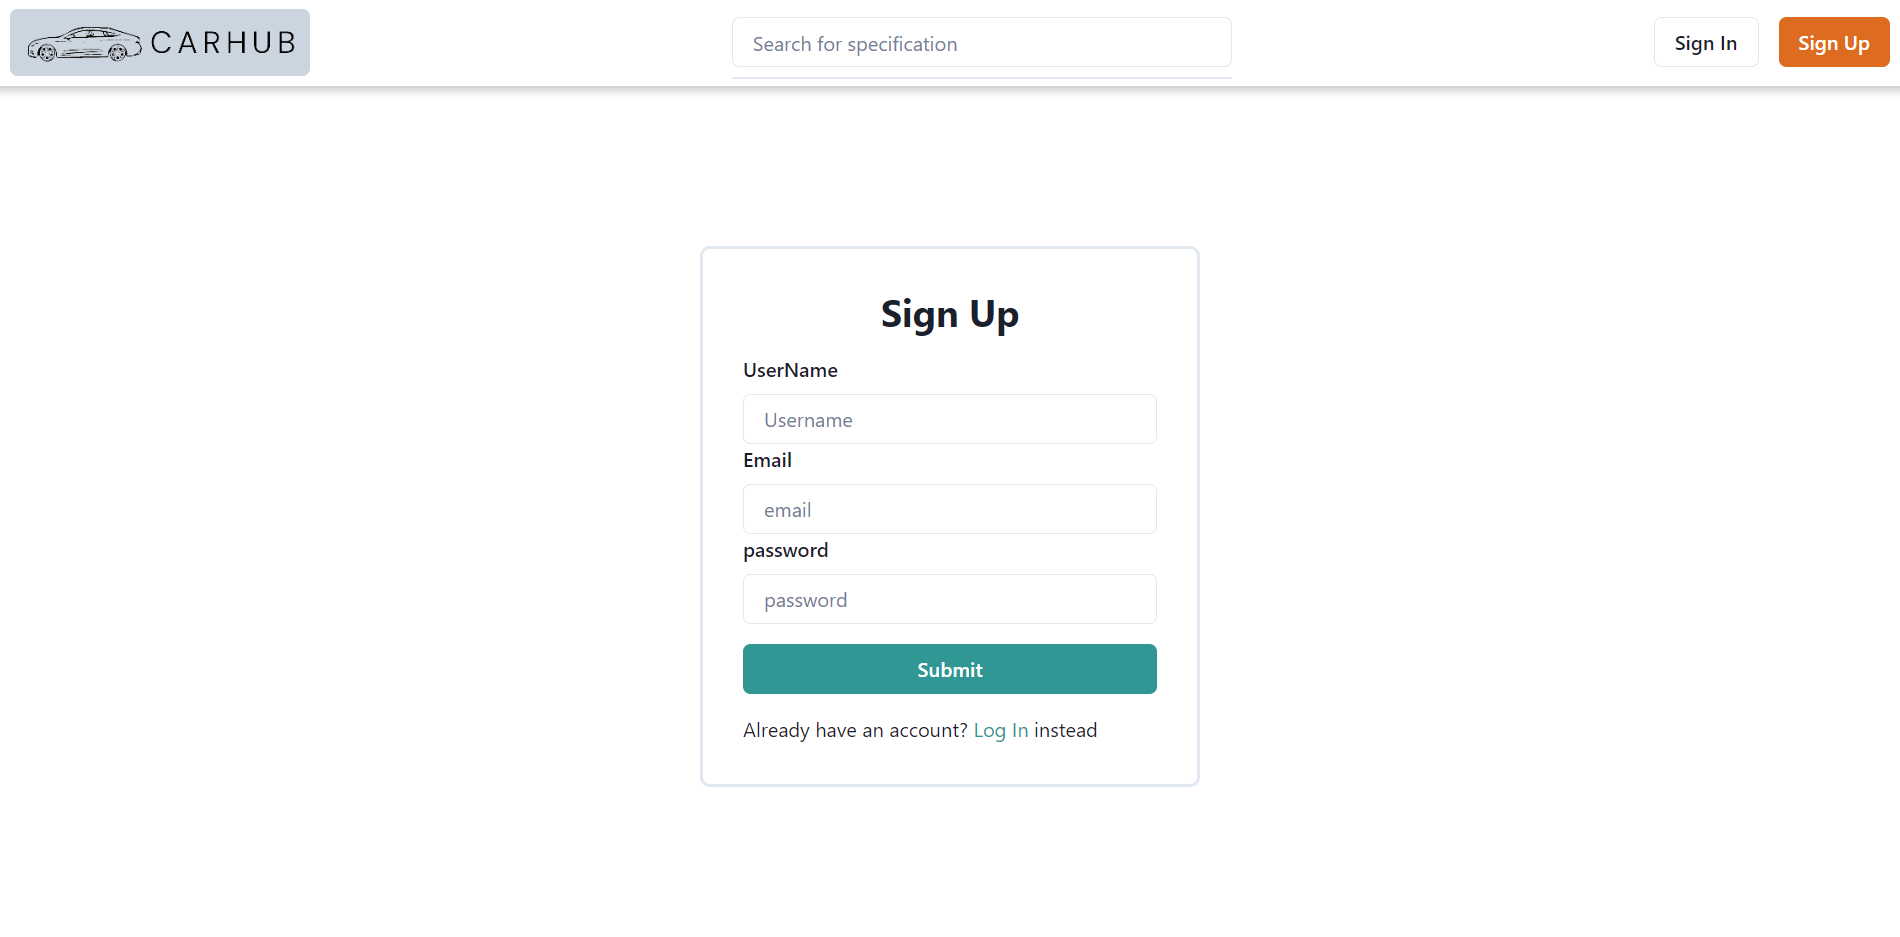 CARHUB
Search for specification
Sign In
Sign Up
Sign Up
UserName
Username
Email
email
password
password
Submit
Already have an account? Log In instead